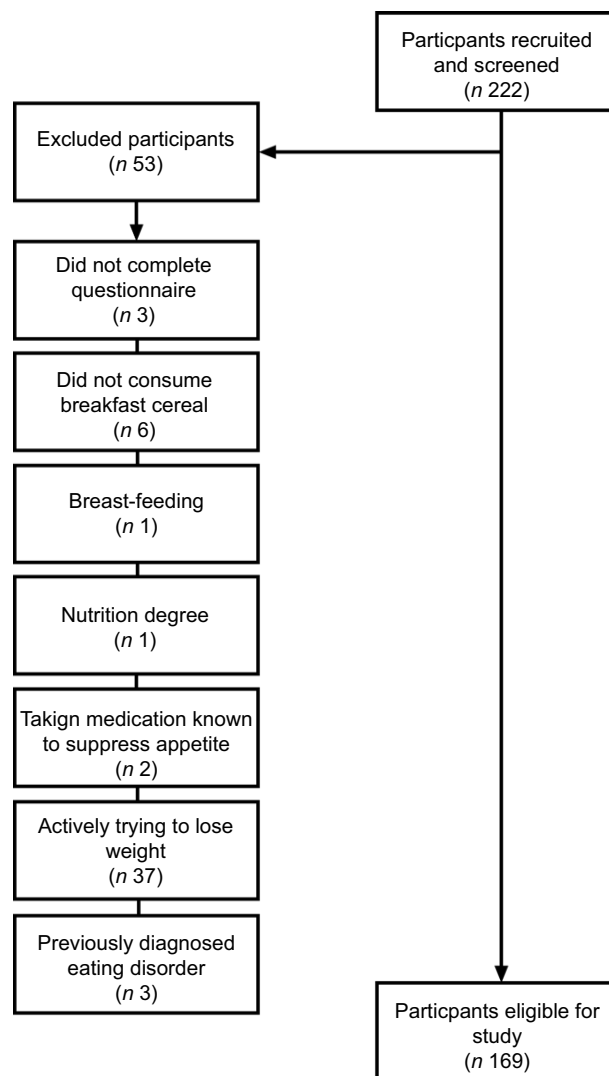 Particpants recruited
and screened
(n 222)
Excluded participants
(n 53)
Did not complete
questionnaire
(n 3)
Did not consume
breakfast cereal
(n 6)
Breast-feeding
(n 1)
Nutrition degree
(n 1)
Takign medication known
to suppress appetite
(n 2)
Actively trying to lose
weight
(n 37)
Previously diagnosed
eating disorder
(n 3)
Particpants eligible for
study
(n 169)